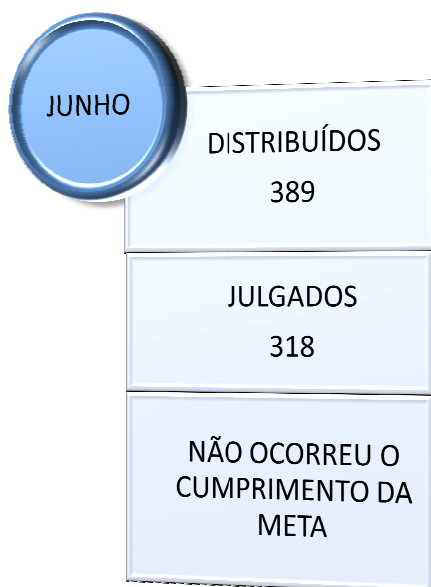 JUNHO
DISTRIBUÍDOS
389
JULGADOS
318
NÃO OCORREU O
CUMPRIMENTO DA
META